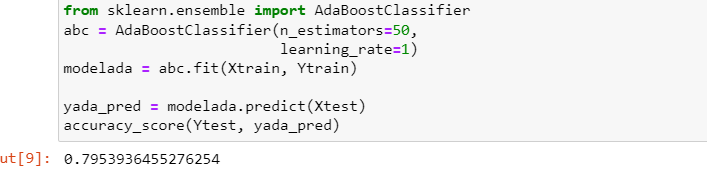 from sklearn.ensemble import AdaBoostClassifier
abc = AdaBoostClassifier(n_estimators=50,
learning_rate=1)
modelada = abc.fit(Xtrain, Ytrain)
yada_pred = modelada.predict(Xtest)
accuracy_score(Ytest, yada_pred)
ut[9]: 0.7953936455276254